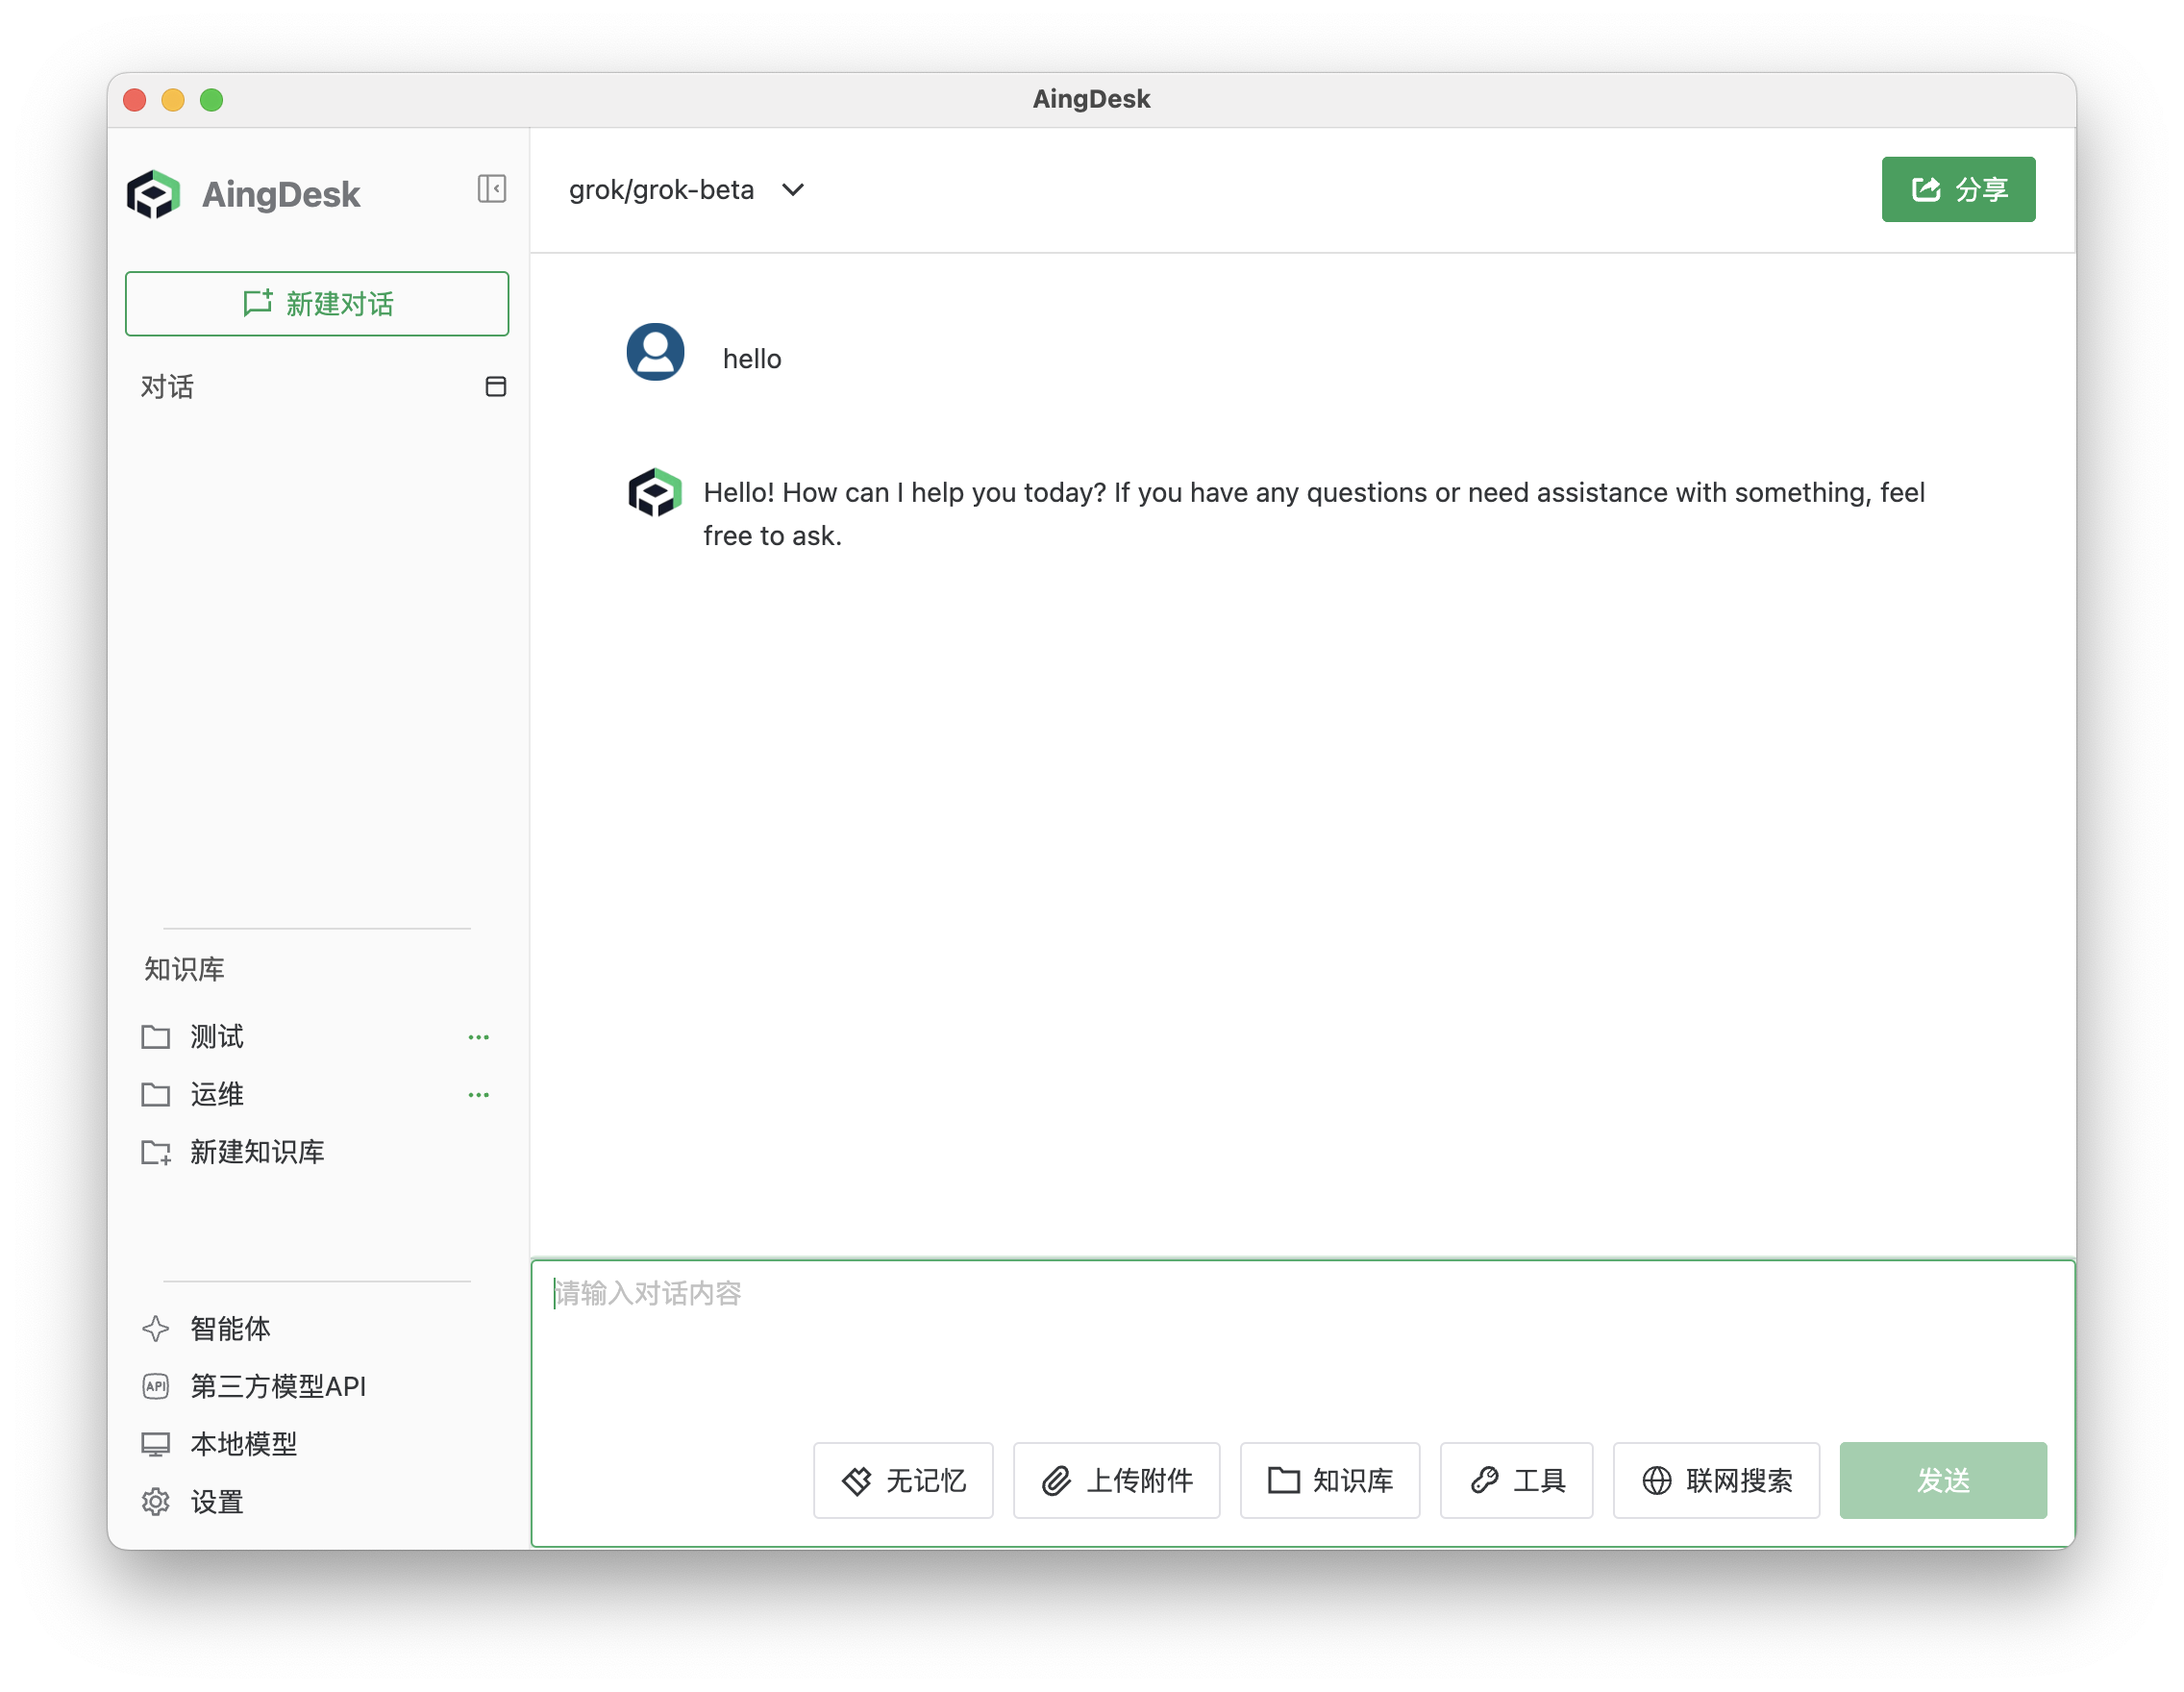 AingDesk
AingDesk
新建对话
对话
知识库
测试
运维
新建知识库
智能体
API 第三方模型API
本地模型
设置
grok/grok-beta
分享
hello
Hello! How can I help you today? If you have any questions or need assistance with something, feel
free to ask.
请输入对话内容
无记忆 上传附件 知识库 工具 联网搜索 发送